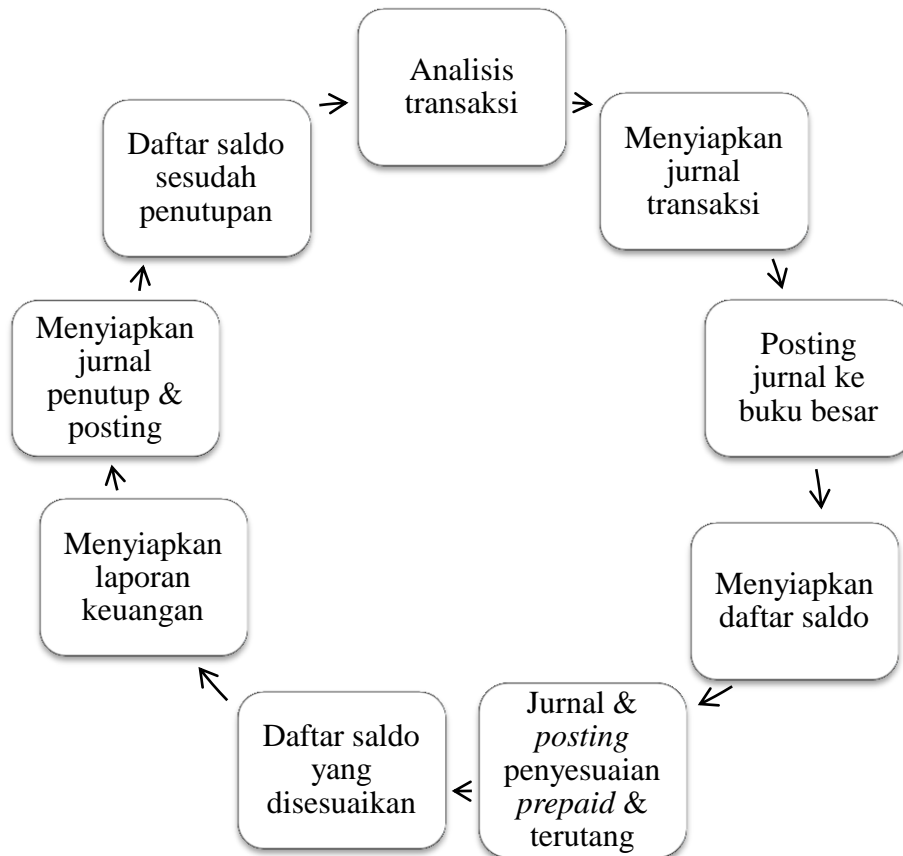 Analisis
transaksi
Menyiapkan
jurnal
transaksi
Posting
jurnal ke
buku besar
Menyiapkan
daftar saldo
Jurnal &
posting
penyesuaian
prepaid &
terutang
Daftar saldo
yang
disesuaikan
Menyiapkan
laporan
keuangan
Menyiapkan
jurnal
penutup &
posting
Daftar saldo
sesudah
penutupan